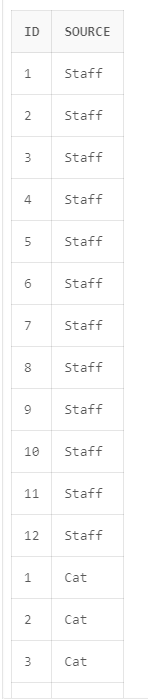 ID SOURCE
1 Staff
2 Staff
3 Staff
4 Staff
5 Staff
6 Staff
7 Staff
8 Staff
9 Staff
10 Staff
11 Staff
12 Staff
1 Cat
2 Cat
3 Cat